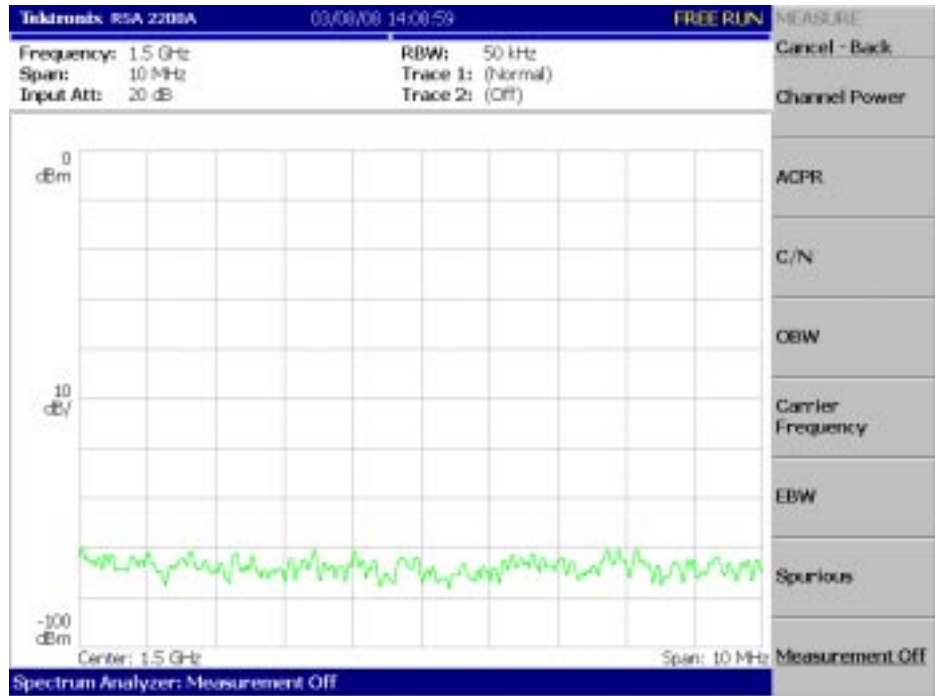 Tektronix RSA 2208A 03/08/08 14:08:59 FREE RUN
Frequency: 1.5 GHz
Span: 10 MHz
Input Att: 20 dB
RBW: 50 kHz
Trace 1: (Normal)
Trace 2: (Off)
MEASURE
Cancel - Back
Channel Power
ACPR
C/N
OBW
Carrier
Frequency
EBW
Spurious
Measurement Off
0
dBm
10
dB/
-100
dBm
Center: 1.5 GHz
Span: 10 MHz
Spectrum Analyzer: Measurement Off